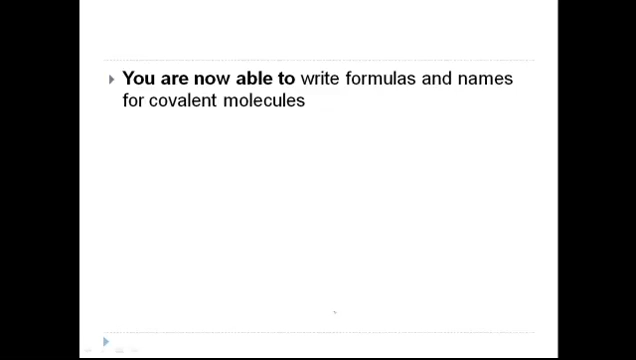 You are now able to write formulas and names
for covalent molecules